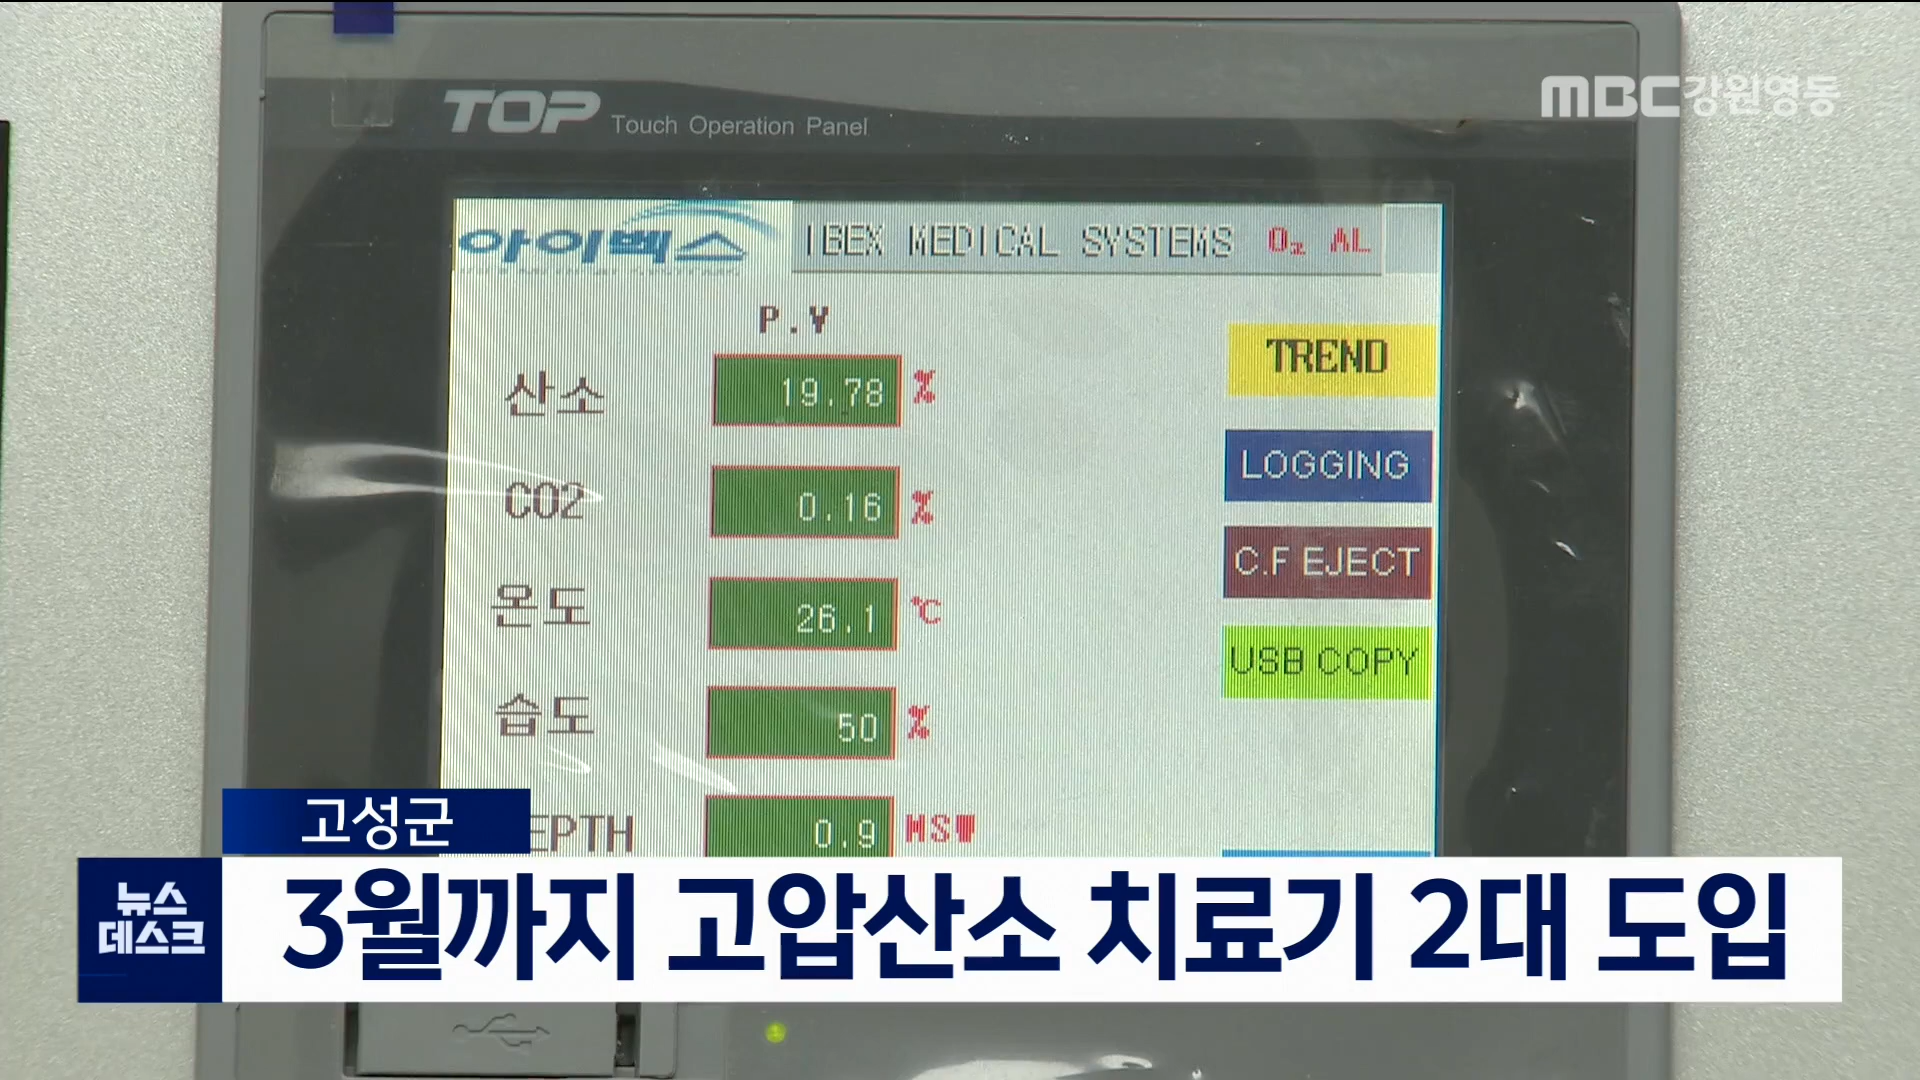 TOP Touch Operation Panel
MBC강원영동
아이벡스 IBEX MEDICAL SYSTEMS O₂ AL
P.V
산소 19.78 %
TREND
CO2 0.16 %
LOGGING
C.F EJECT
온도 26.1 ℃
USB COPY
습도 50 %
EPTH 0.9 MSW
고성군
뉴스
데스크
3월까지 고압산소 치료기 2대 도입